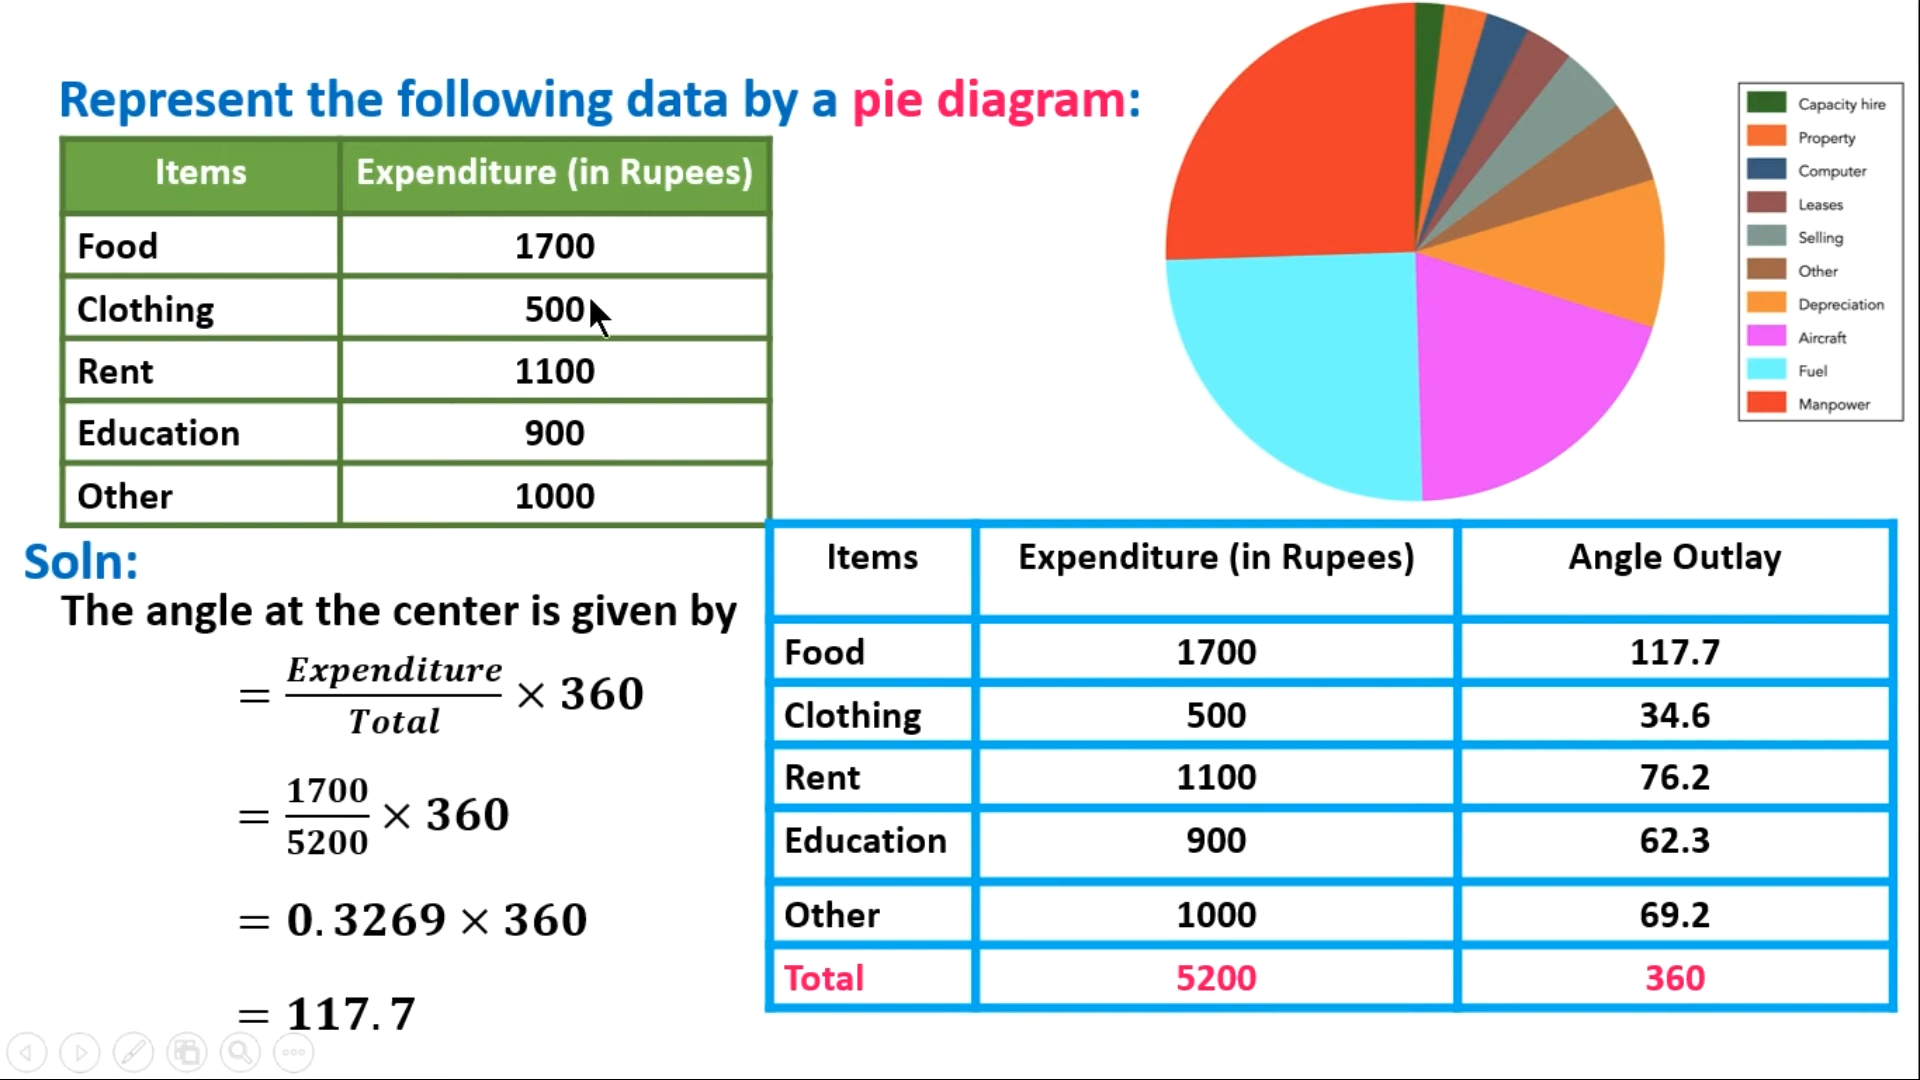 Represent the following data by a pie diagram:
Items Expenditure (in Rupees)
Food 1700
Clothing 500
Rent 1100
Education 900
Other 1000
Capacity hire
Property
Computer
Leases
Selling
Other
Depreciation
Aircraft
Fuel
Manpower
Soln:
The angle at the center is given by
= Expenditure/Total × 360
= 1700/5200 × 360
= 0.3269 × 360
= 117.7
Items Expenditure (in Rupees) Angle Outlay
Food 1700 117.7
Clothing 500 34.6
Rent 1100 76.2
Education 900 62.3
Other 1000 69.2
Total 5200 360